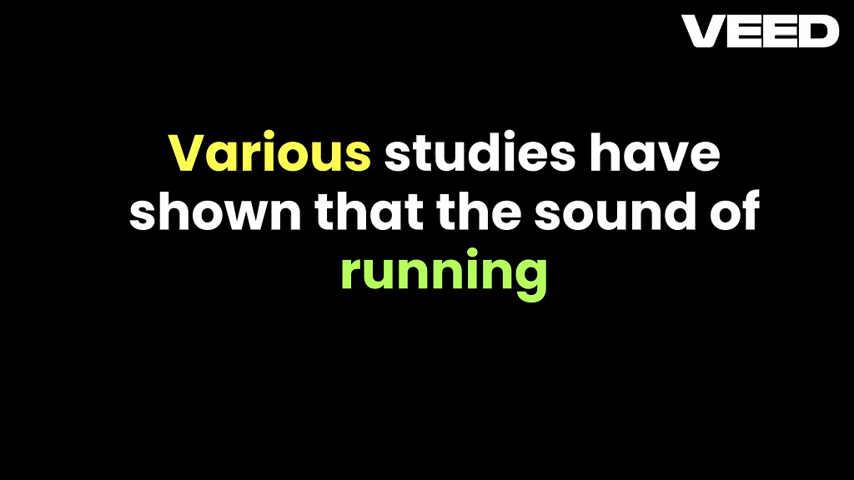 VEED
Various studies have
shown that the sound of
running